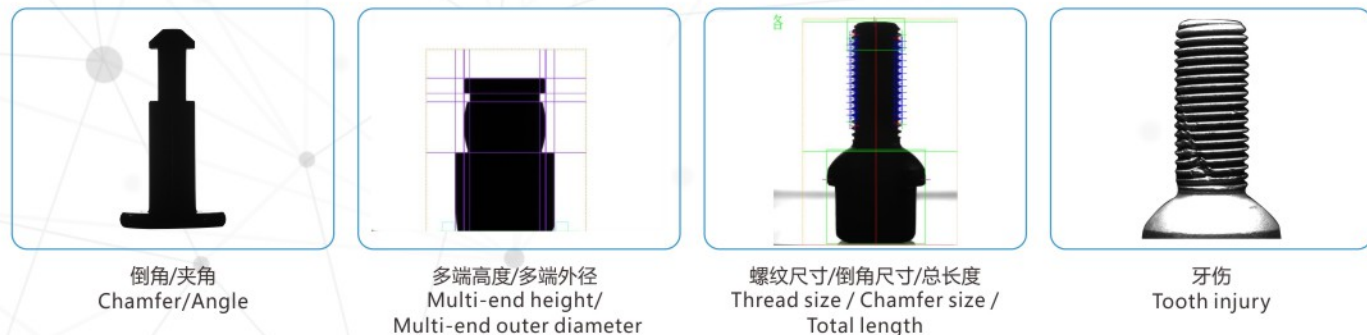 各
倒角/夹角
Chamfer/Angle
多端高度/多端外径
Multi-end height/
Multi-end outer diameter
螺纹尺寸/倒角尺寸/总长度
Thread size / Chamfer size /
Total length
牙伤
Tooth injury